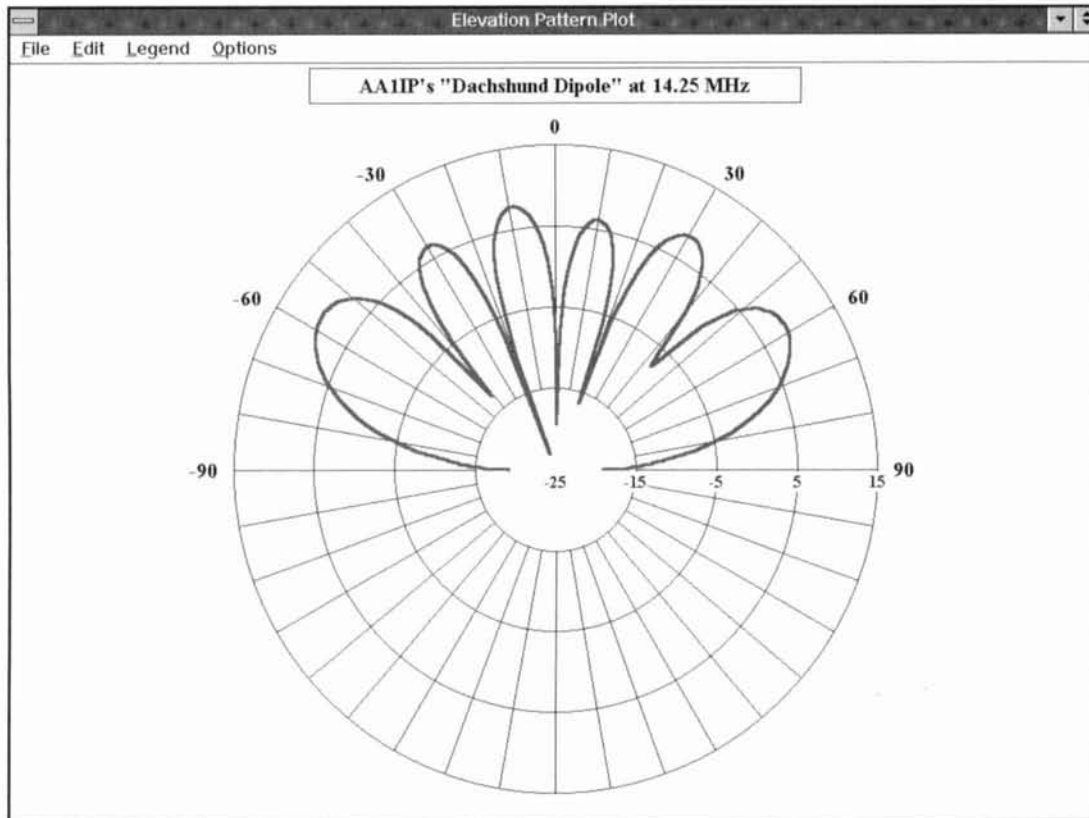 Elevation Pattern Plot
File Edit Legend Options
AA1IP's "Dachshund Dipole" at 14.25 MHz
0
-30 30
-60 60
-90 90
-25 -15 -5 5 15